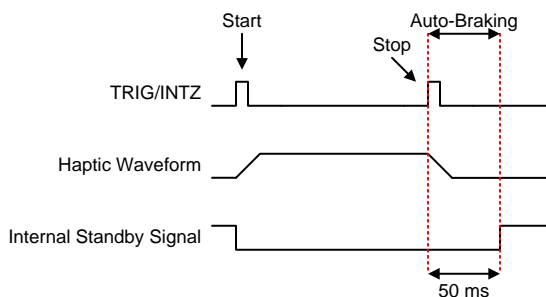 Start
Auto-Braking
Stop
TRIG/INTZ
Haptic Waveform
Internal Standby Signal
50 ms